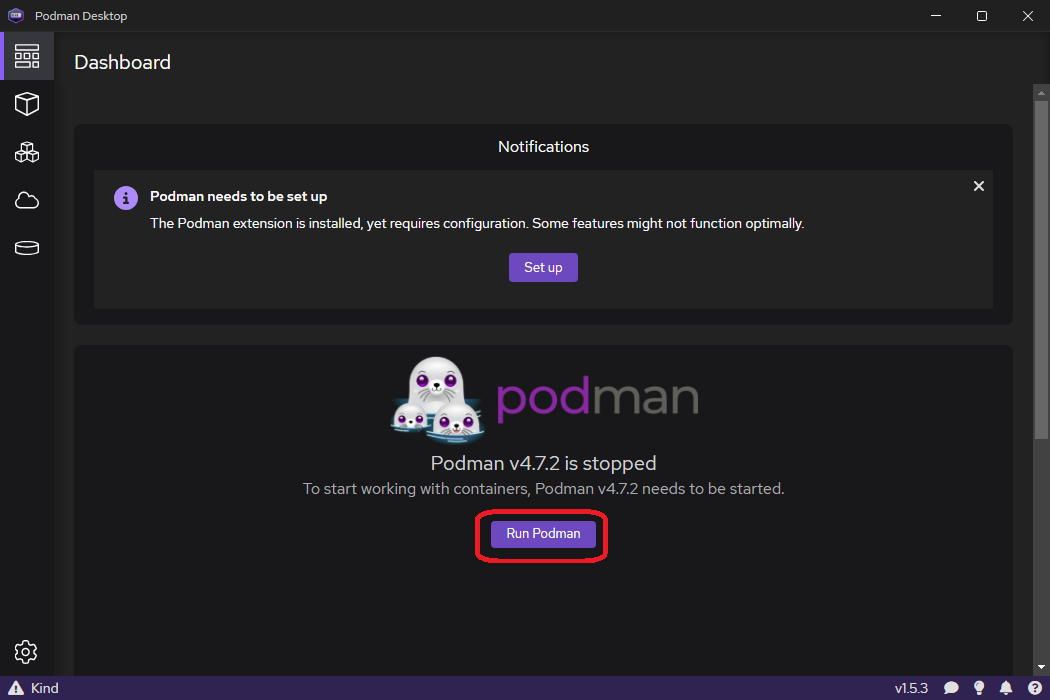 Podman Desktop
Dashboard
Notifications
Podman needs to be set up
The Podman extension is installed, yet requires configuration. Some features might not function optimally.
Set up
podman
Podman v4.7.2 is stopped
To start working with containers, Podman v4.7.2 needs to be started.
Run Podman
Kind
v1.5.3